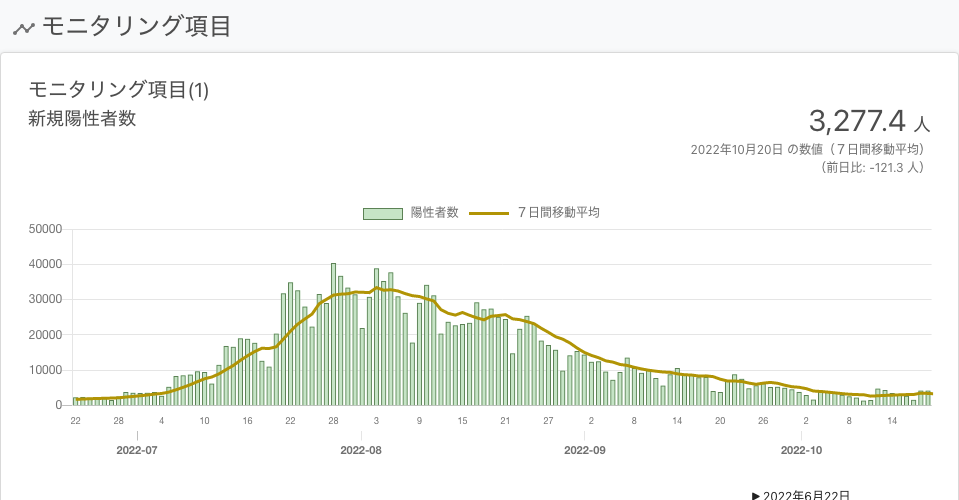 モニタリング項目
モニタリング項目(1)
新規陽性者数
3,277.4 人
2022年10月20日 の数値（７日間移動平均）
（前日比: -121.3 人）
陽性者数 ７日間移動平均
50000
40000
30000
20000
10000
0
22 28 4 10 16 22 28 3 9 15 21 27 2 8 14 20 26 2 8 14
2022-07 2022-08 2022-09 2022-10
▶ 2022年6月22日